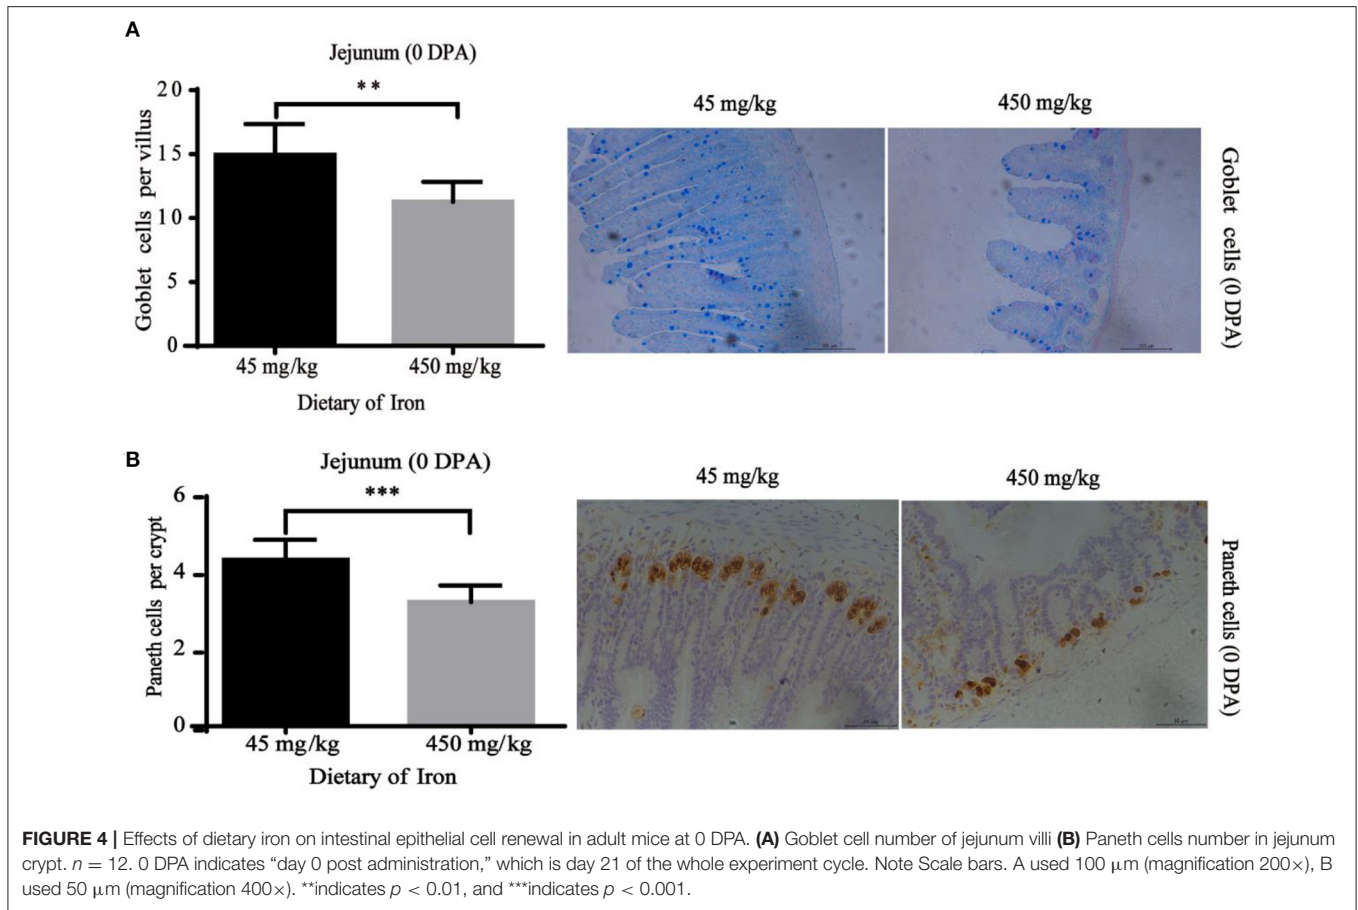 A
Jejunum (0 DPA)
**
20
15
10
5
0
Goblet cells per villus
45 mg/kg
450 mg/kg
Dietary of Iron
45 mg/kg
450 mg/kg
Goblet cells (0 DPA)
B
Jejunum (0 DPA)
***
6
4
2
0
Paneth cells per crypt
45 mg/kg
450 mg/kg
Dietary of Iron
45 mg/kg
450 mg/kg
Paneth cells (0 DPA)
FIGURE 4 | Effects of dietary iron on intestinal epithelial cell renewal in adult mice at 0 DPA. (A) Goblet cell number of jejunum villi (B) Paneth cells number in jejunum
crypt. n = 12. 0 DPA indicates “day 0 post administration,” which is day 21 of the whole experiment cycle. Note Scale bars. A used 100 μm (magnification 200×), B
used 50 μm (magnification 400×). **indicates p < 0.01, and ***indicates p < 0.001.